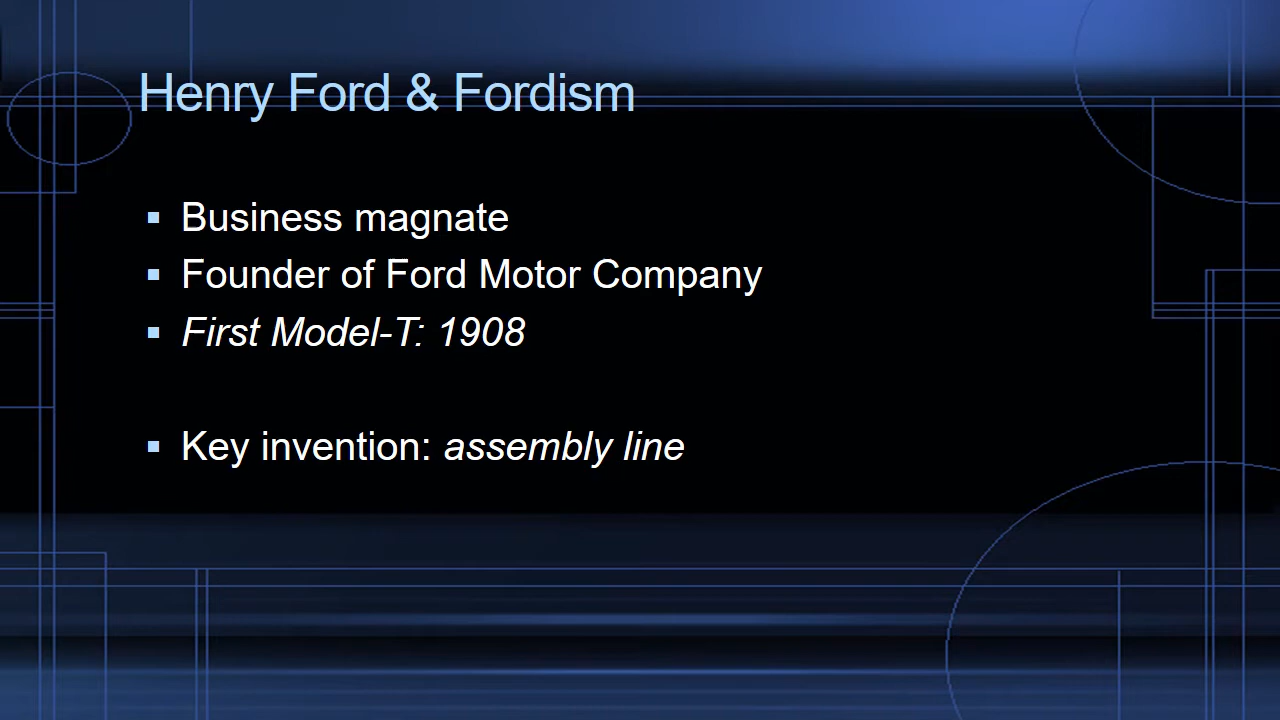 Henry Ford & Fordism
▪ Business magnate
▪ Founder of Ford Motor Company
▪ First Model-T: 1908
▪ Key invention: assembly line